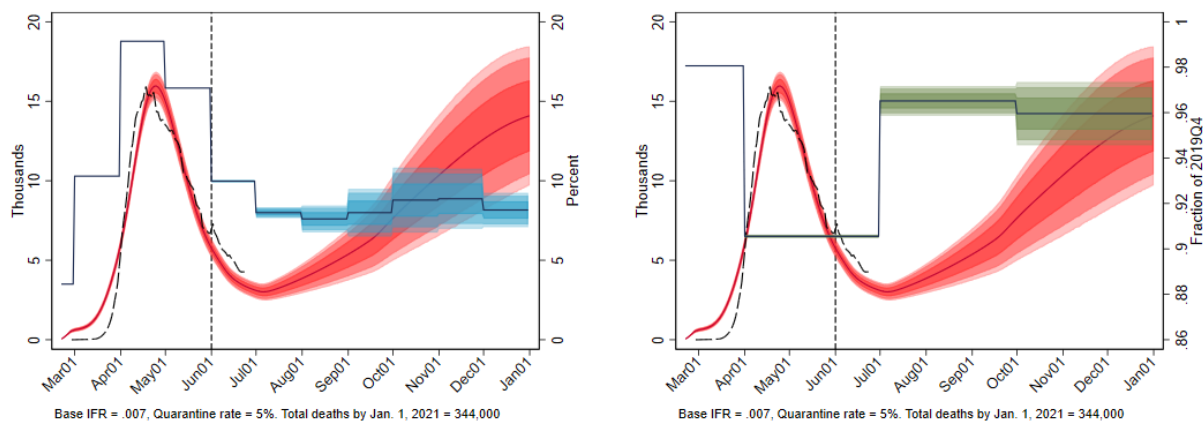 20
15
10
5
0
Thousands
20
15
10
5
0
Percent
Mar01
Apr01
May01
Jun01
Jul01
Aug01
Sep01
Oct01
Nov01
Dec01
Jan01
Base IFR = .007, Quarantine rate = 5%. Total deaths by Jan. 1, 2021 = 344,000
20
15
10
5
0
Thousands
1
.98
.96
.94
.92
.9
.88
.86
Fraction of 2019Q4
Mar01
Apr01
May01
Jun01
Jul01
Aug01
Sep01
Oct01
Nov01
Dec01
Jan01
Base IFR = .007, Quarantine rate = 5%. Total deaths by Jan. 1, 2021 = 344,000